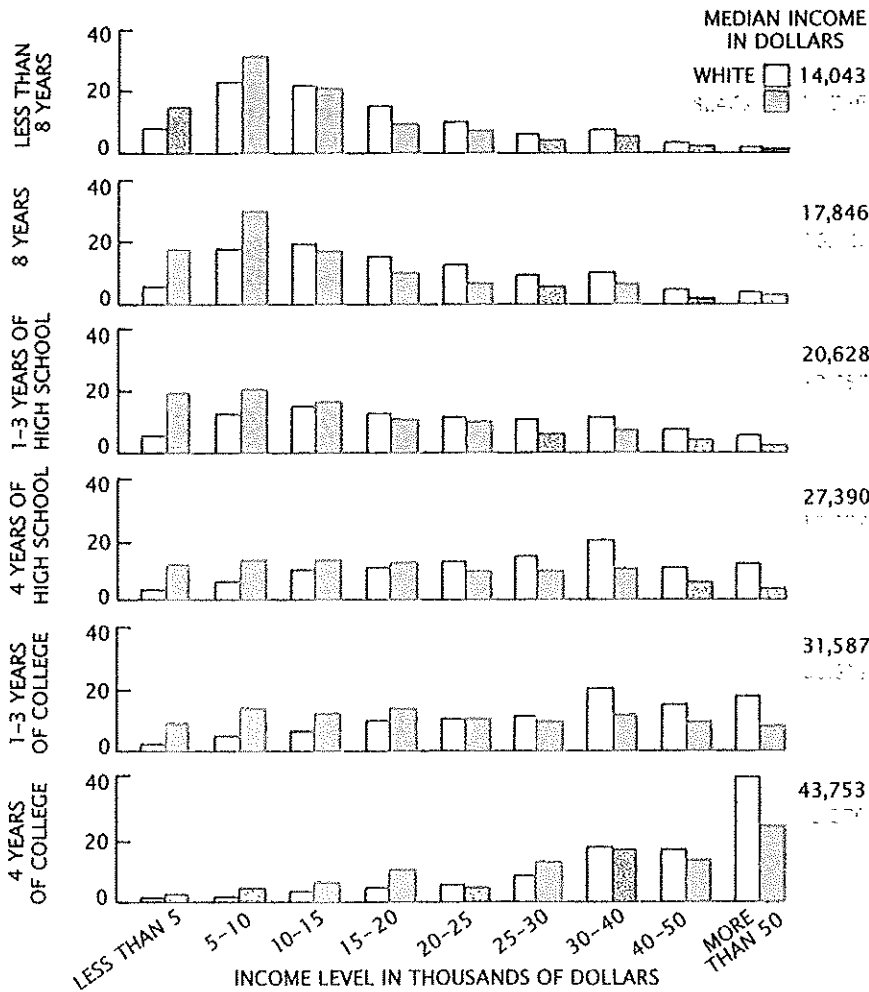 MEDIAN INCOME
IN DOLLARS
WHITE 14,043
LESS THAN
8 YEARS
40
20
0
8 YEARS
40
20
0
17,846
1–3 YEARS OF
HIGH SCHOOL
40
20
0
20,628
4 YEARS OF
HIGH SCHOOL
40
20
0
27,390
1–3 YEARS
OF COLLEGE
40
20
0
31,587
4 YEARS
OF COLLEGE
40
20
0
43,753
LESS THAN 5
5–10
10–15
15–20
20–25
25–30
30–40
40–50
MORE
THAN 50
INCOME LEVEL IN THOUSANDS OF DOLLARS